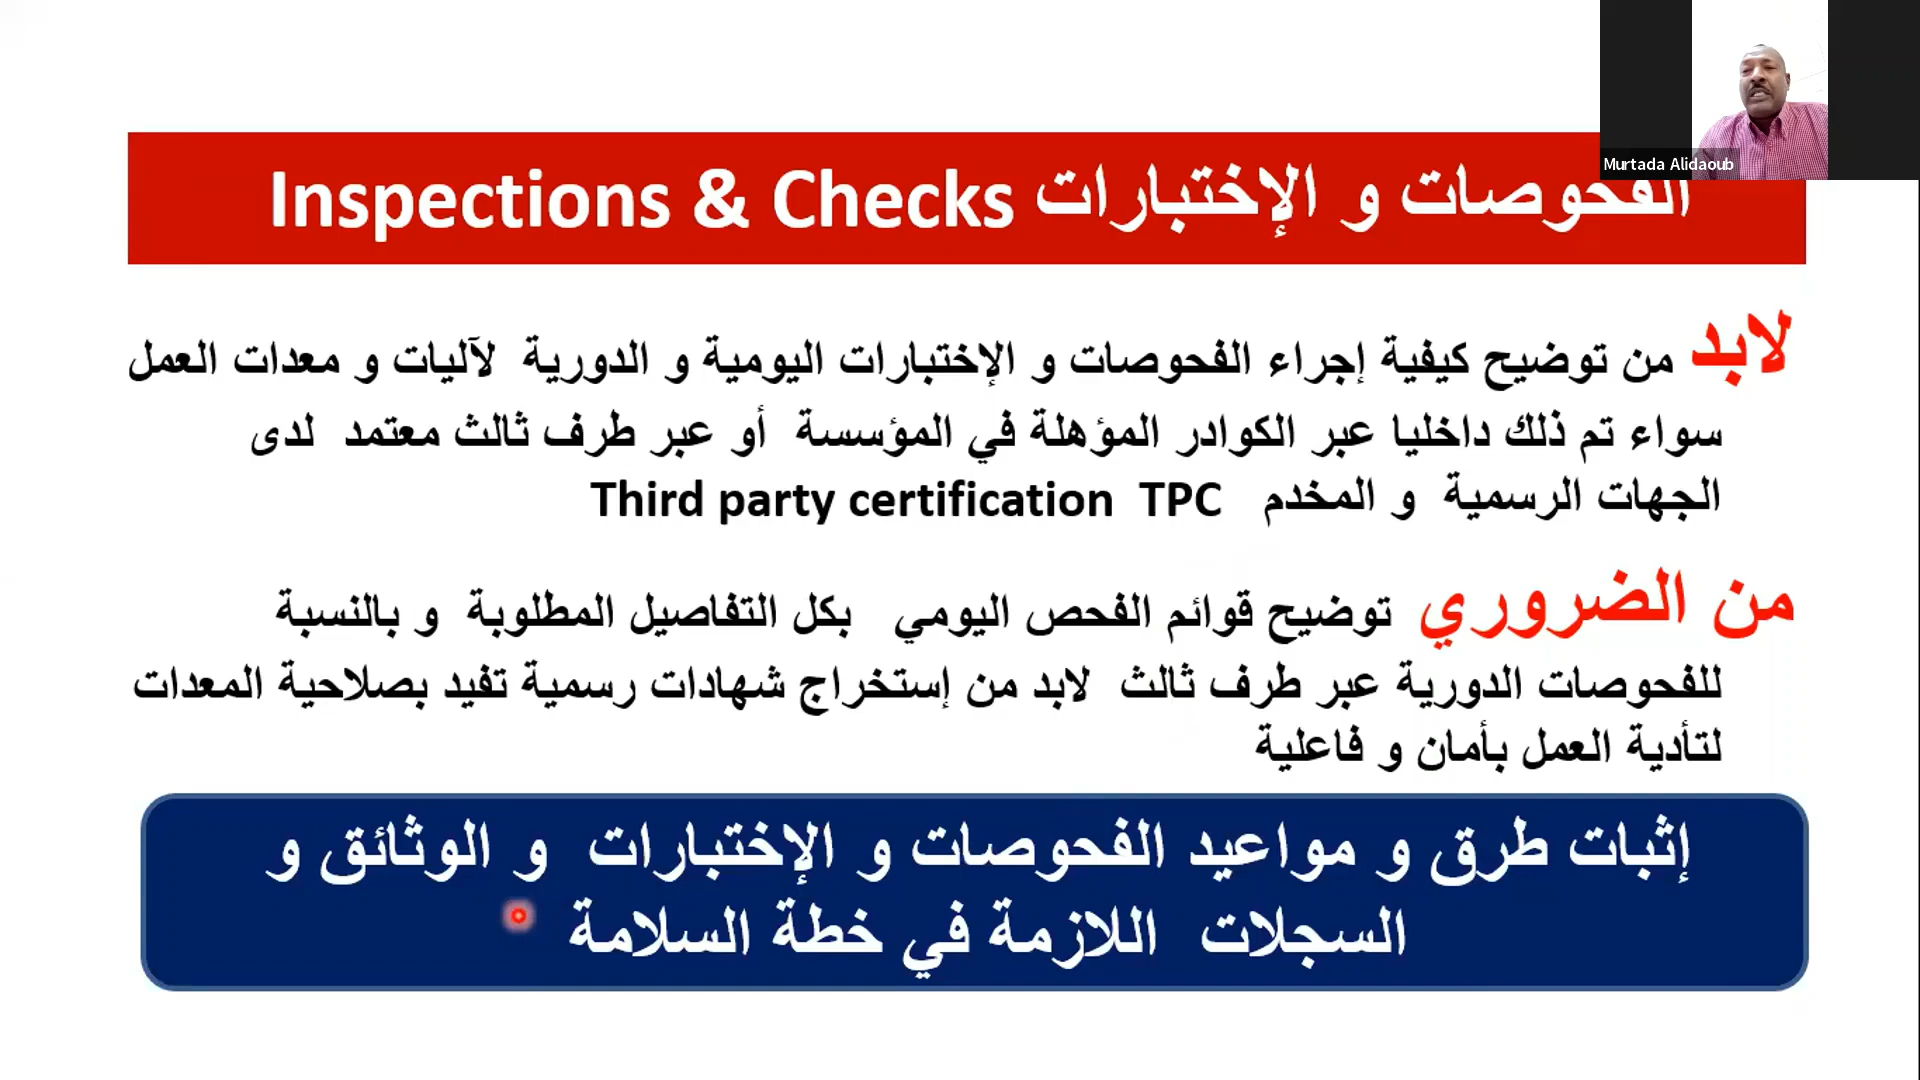 Murtada Alidaoub
الفحوصات و الإختبارات Inspections & Checks
لابد من توضيح كيفية إجراء الفحوصات و الإختبارات اليومية و الدورية لآليات و معدات العمل
سواء تم ذلك داخليا عبر الكوادر المؤهلة في المؤسسة أو عبر طرف ثالث معتمد لدى
الجهات الرسمية و المخدم Third party certification TPC
من الضروري توضيح قوائم الفحص اليومي بكل التفاصيل المطلوبة و بالنسبة
للفحوصات الدورية عبر طرف ثالث لابد من إستخراج شهادات رسمية تفيد بصلاحية المعدات
لتأدية العمل بأمان و فاعلية
إثبات طرق و مواعيد الفحوصات و الإختبارات و الوثائق و
السجلات اللازمة في خطة السلامة